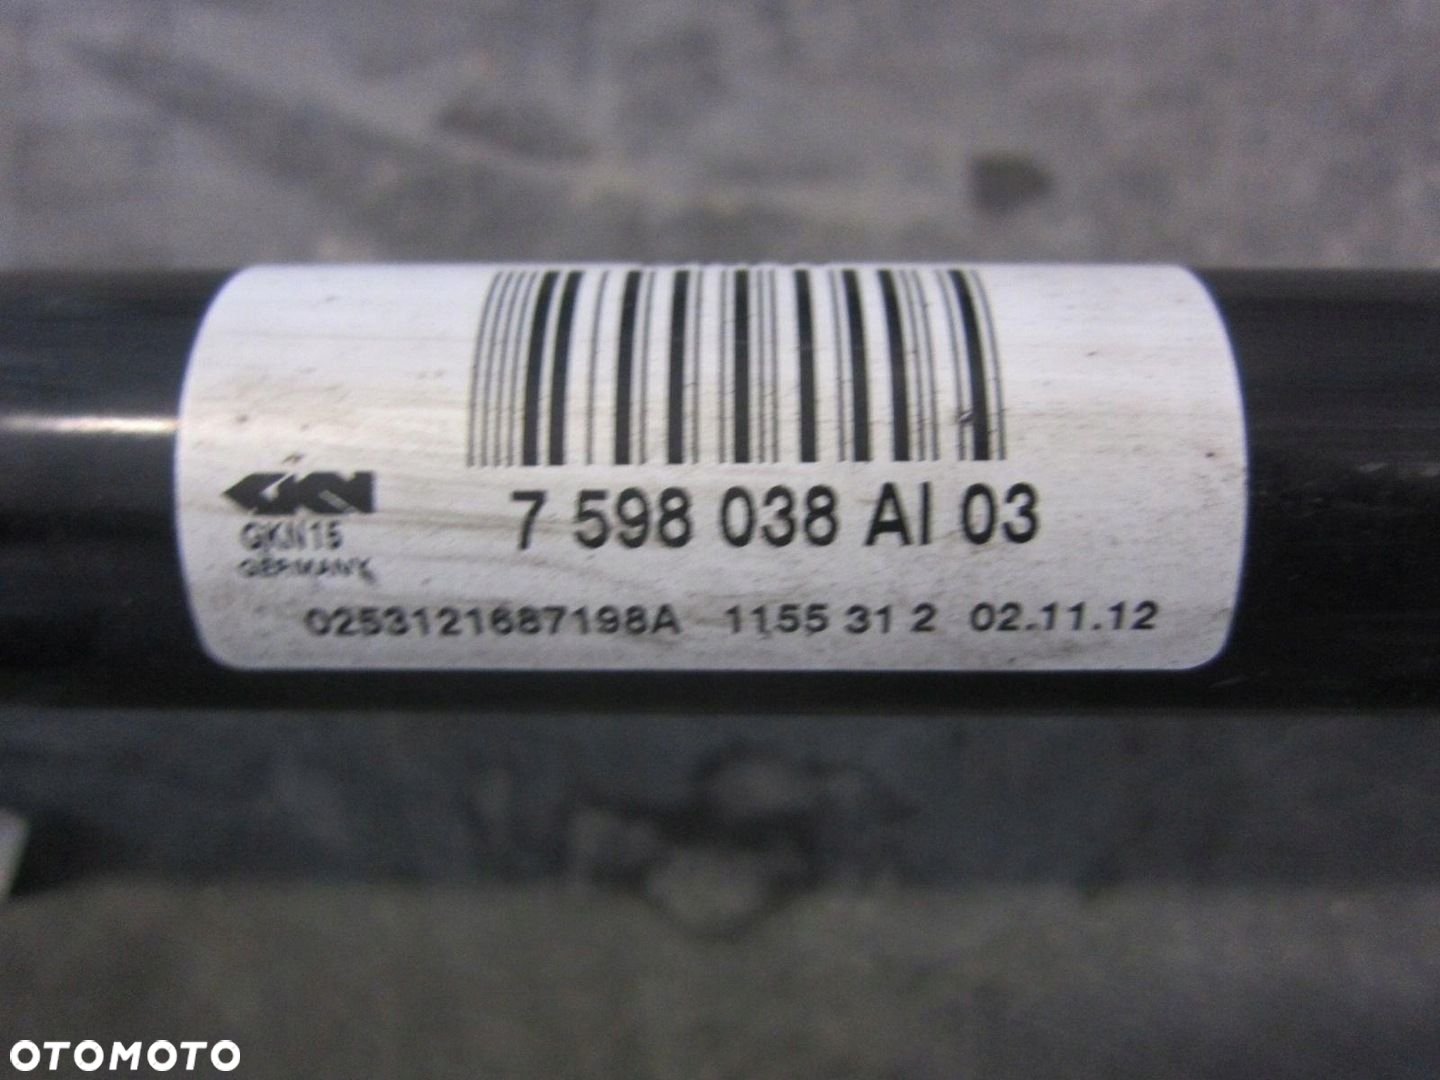 GKN
7 598 038 AI 03
GKN15
GERMANY
0253121687198A 1155 31 2 02.11.12
OTOMOTO